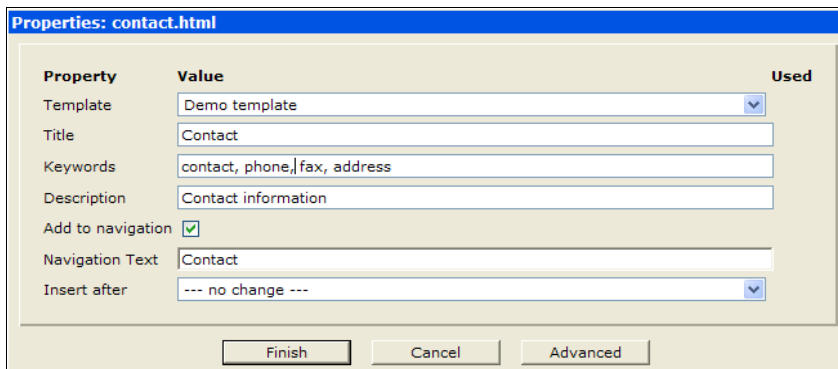 Properties: contact.html
Property Value Used
Template Demo template
Title Contact
Keywords contact, phone, fax, address
Description Contact information
Add to navigation
Navigation Text Contact
Insert after --- no change ---
Finish Cancel Advanced